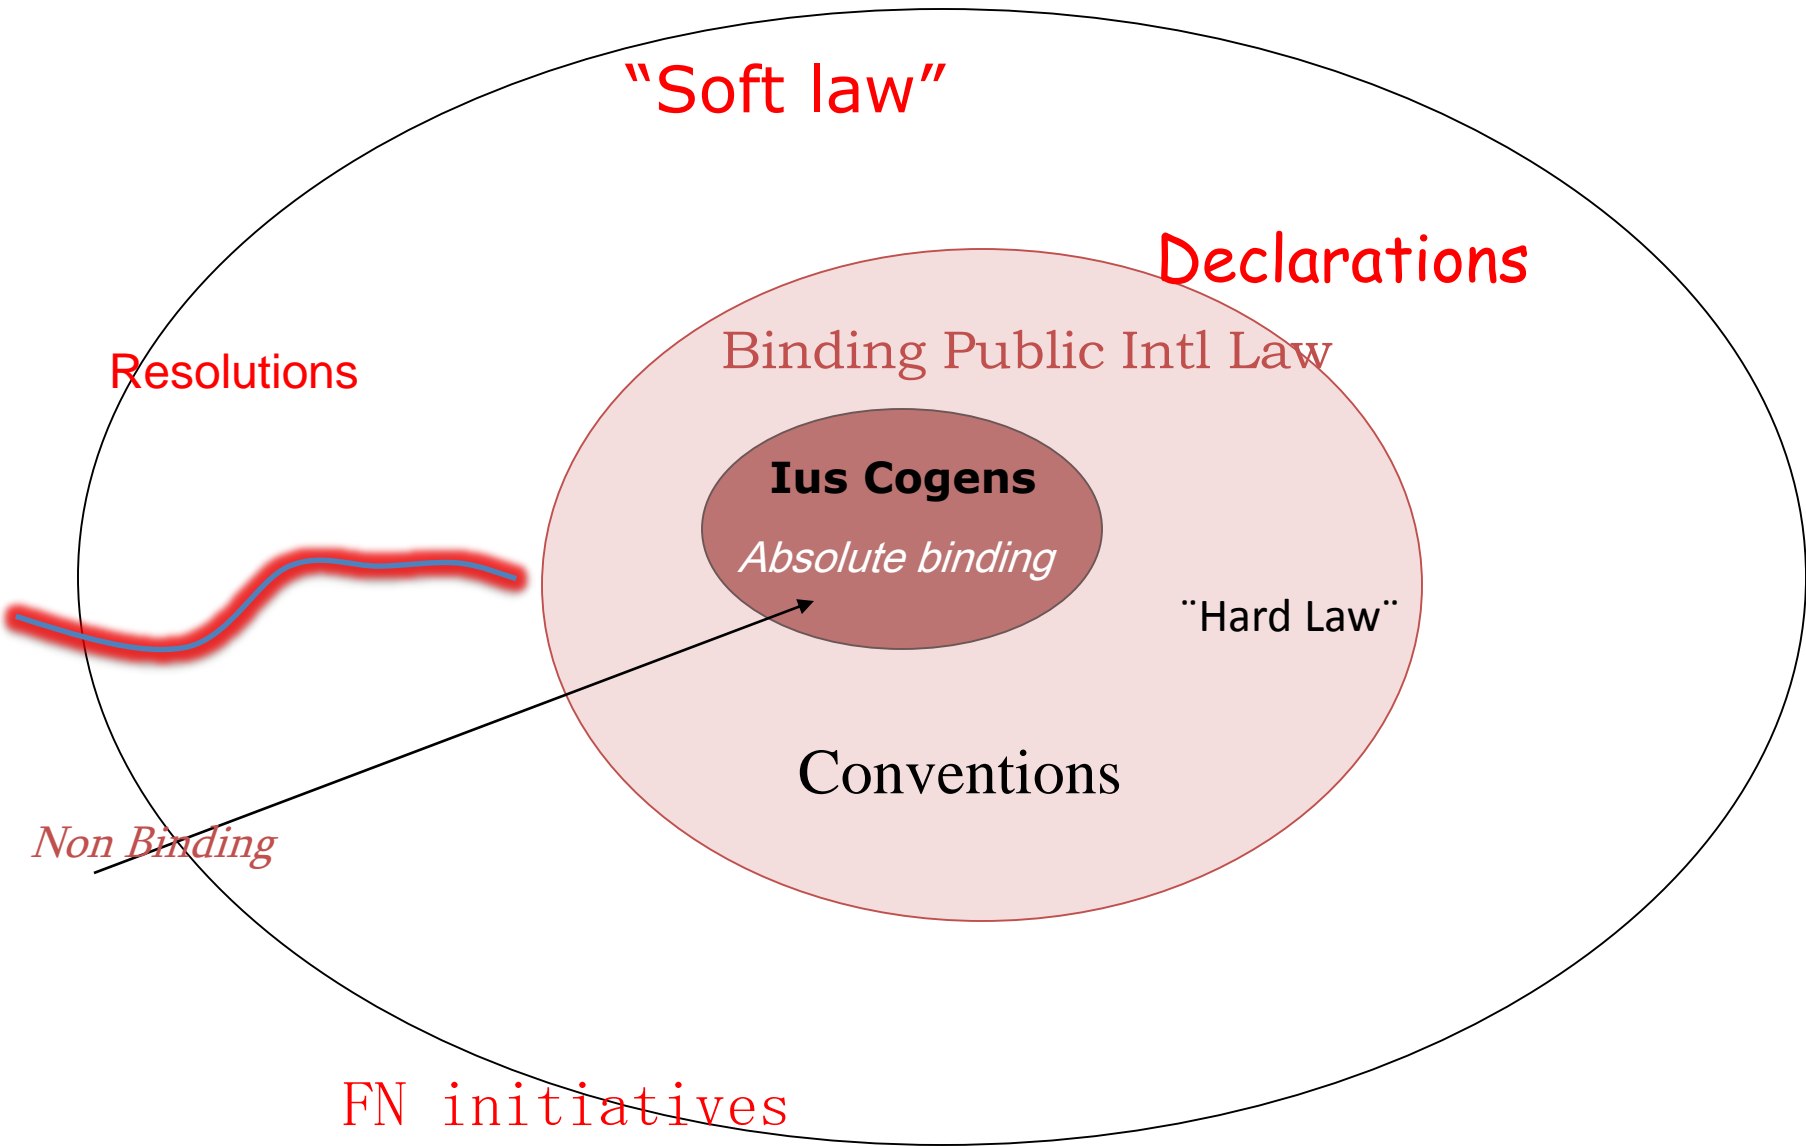 “Soft law”
Declarations
Binding Public Intl Law
Resolutions
Ius Cogens
Absolute binding
¨Hard Law¨
Conventions
Non Binding
FN initiatives